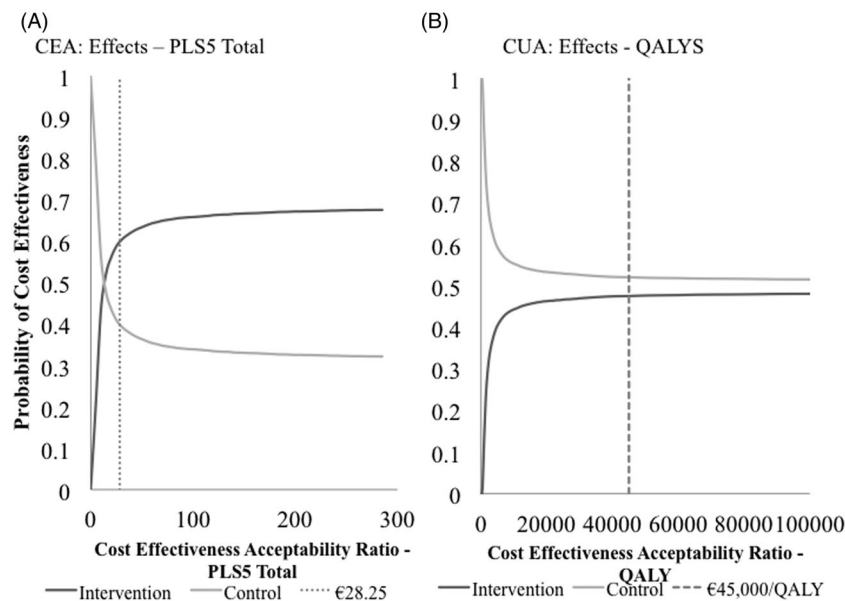 (A)
CEA: Effects – PLS5 Total
Probability of Cost Effectiveness
1
0.9
0.8
0.7
0.6
0.5
0.4
0.3
0.2
0.1
0
0 100 200 300
Cost Effectiveness Acceptability Ratio -
PLS5 Total
Intervention Control €28.25
(B)
CUA: Effects - QALYS
1
0.9
0.8
0.7
0.6
0.5
0.4
0.3
0.2
0.1
0
0 20000 40000 60000 80000 100000
Cost Effectiveness Acceptability Ratio -
QALY
Intervention Control €45,000/QALY